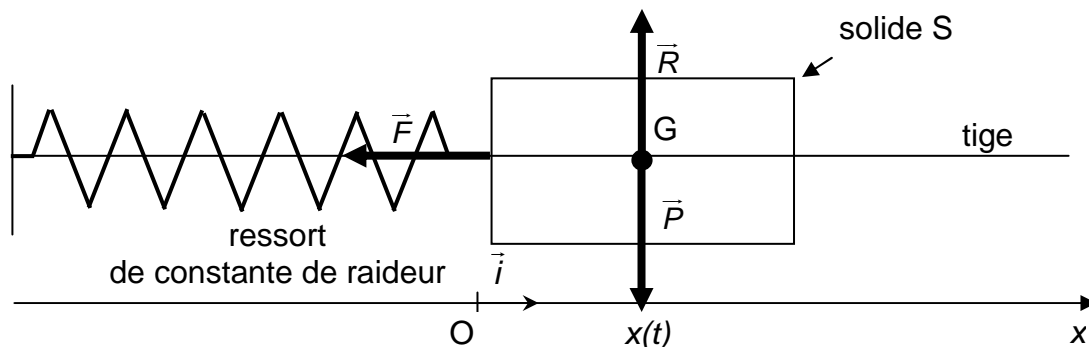 solide S
R
F
G
tige
P
ressort
de constante de raideur
i
O
x(t)
x